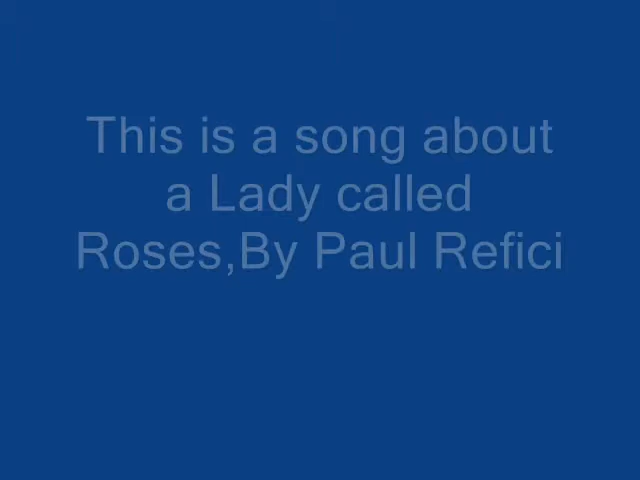 This is a song about
a Lady called
Roses,By Paul Refici